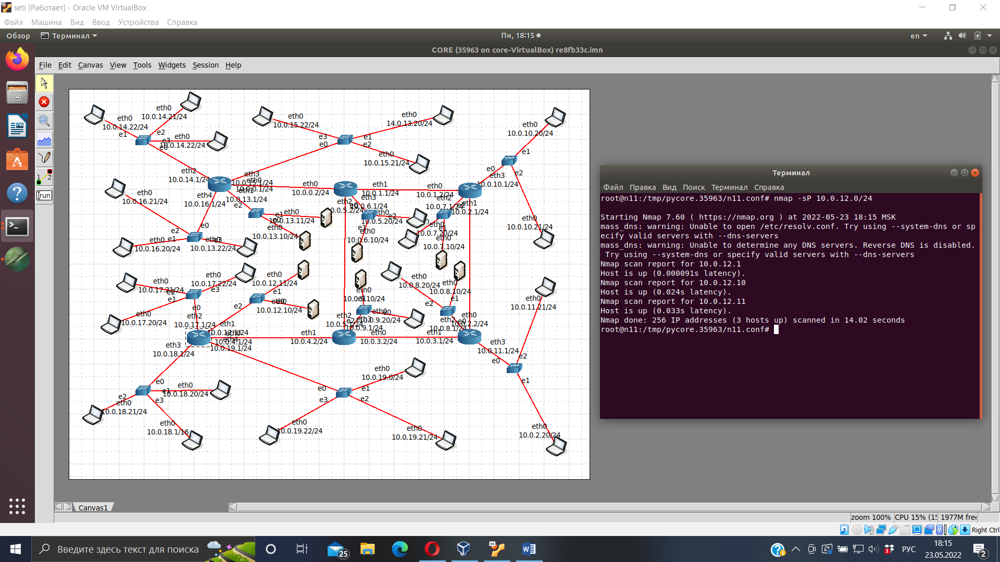 seti [Работает] - Oracle VM VirtualBox
Файл Машина Вид Ввод Устройства Справка
Обзор Терминал Пн, 18:15 en
CORE (35963 on core-VirtualBox) re8fb33c.imn
File Edit Canvas View Tools Widgets Session Help
eth0
10.0.14.22/24
e1
eth0
10.0.14.21/24
e2
e3
eth0
10.0.14.22/24
e0
eth0
10.0.15.22/24
e3
e0
eth0
14.0.13.20/24
e1
e2
eth0
10.0.15.21/24
eth0
10.0.10.20/24
e1
e0
e2
eth3
10.0.10.1/24
eth2
10.0.14.1/24
eth3
10.0.15.1/24
eth0
10.0.0.1/24
eth1
10.0.13.1/24
eth4
10.0.16.1/24
eth0
10.0.0.2/24
eth1
10.0.1.1/24
eth0
10.0.1.2/24
eth2
10.0.5.2/24
eth3
10.0.6.1/24
eth2
10.0.7.1/24
eth1
10.0.2.1/24
eth0
10.0.16.21/24
e2
e0
e1
e3
eth0
10.0.16.20/24
eth0
10.0.13.22/24
e2
e1
e0
eth0
10.0.13.11/24
eth0
10.0.13.10/24
e0
e2
e1
eth0
10.0.5.20/24
eth0
10.0.6.10/24
eth0
10.0.7.20/24
e1
eth0
10.0.7.10/24
eth0
10.0.10.21/24
eth0
10.0.17.21/24
e2
e1
e3
e0
eth0
10.0.17.22/24
eth0
10.0.17.20/24
eth0
10.0.12.11/24
e1
e2
e0
eth0
10.0.12.10/24
eth0
10.0.9.10/24
e1
e0
e2
eth0
10.0.9.20/24
eth0
10.0.8.20/24
eth0
10.0.8.10/24
e1
e2
e0
eth0
10.0.11.21/24
eth2
10.0.17.1/24
eth1
10.0.12.1/24
eth0
10.0.4.1/24
eth4
10.0.19.1/24
eth3
10.0.18.1/24
eth1
10.0.4.2/24
eth2
10.0.5.1/24
eth3
10.0.9.1/24
eth0
10.0.3.2/24
eth1
10.0.3.1/24
eth2
10.0.8.1/24
eth0
10.0.2.2/24
eth3
10.0.11.1/24
e0
e2
e1
e0
e1
e2
e3
eth0
10.0.18.20/24
eth0
10.0.18.21/24
eth0
10.0.18.1/16
eth0
10.0.19.0/24
e0
e1
e3
e2
eth0
10.0.19.22/24
eth0
10.0.19.21/24
eth0
10.0.2.20/24
1 2
run
Терминал
Файл Правка Вид Поиск Терминал Справка
root@n11:/tmp/pycore.35963/n11.conf# nmap -sP 10.0.12.0/24
Starting Nmap 7.60 ( https://nmap.org ) at 2022-05-23 18:15 MSK
mass_dns: warning: Unable to open /etc/resolv.conf. Try using --system-dns or sp
ecify valid servers with --dns-servers
mass_dns: warning: Unable to determine any DNS servers. Reverse DNS is disabled.
Try using --system-dns or specify valid servers with --dns-servers
Nmap scan report for 10.0.12.1
Host is up (0.000091s latency).
Nmap scan report for 10.0.12.10
Host is up (0.024s latency).
Nmap scan report for 10.0.12.11
Host is up (0.033s latency).
Nmap done: 256 IP addresses (3 hosts up) scanned in 14.02 seconds
root@n11:/tmp/pycore.35963/n11.conf#
Canvas1
zoom 100% CPU 15% (15 1977M free
Right Ctrl
Введите здесь текст для поиска
25
64
3
РУС
18:15
23.05.2022
2